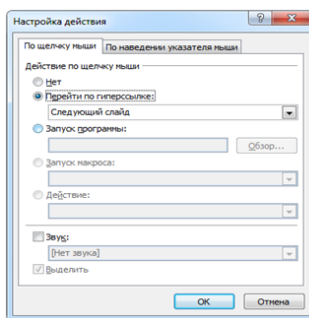 Настройка действия
По щелчку мыши
По наведении указателя мыши
Действие по щелчку мыши
Нет
Перейти по гиперссылке:
Следующий слайд
Запуск программы:
Обзор...
Запуск макроса:
Действие:
Звук:
[Нет звука]
Выделить
ОК
Отмена